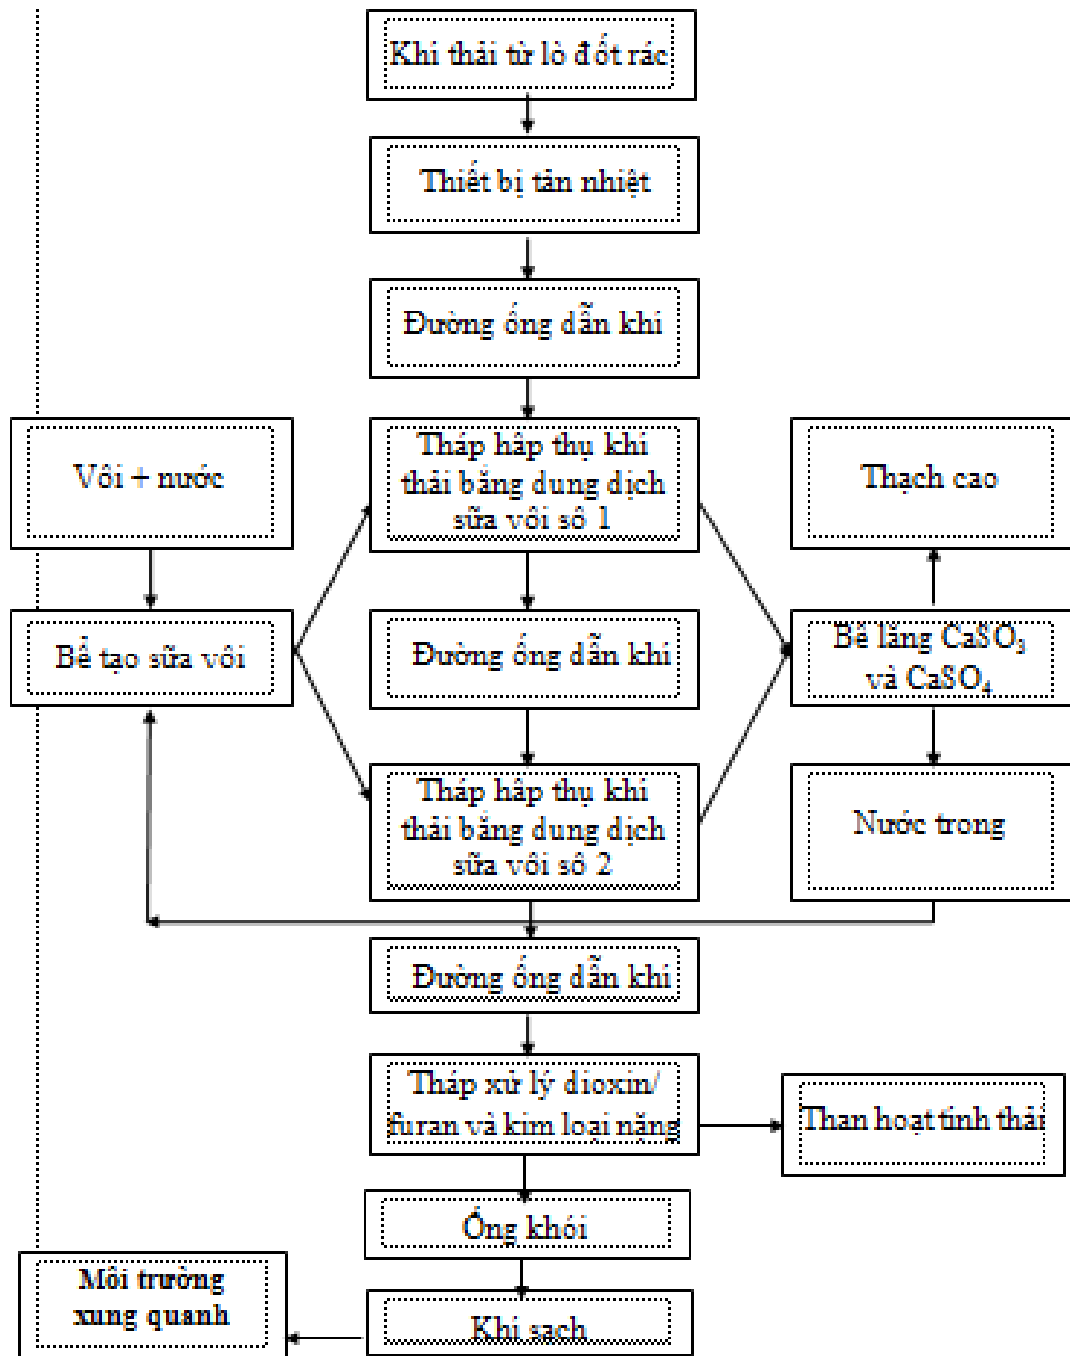 Khí thải từ lò đốt rác
Thiết bị tản nhiệt
Đường ống dẫn khí
Vôi + nước
Tháp hấp thụ khí
thải bằng dung dịch
sữa vôi số 1
Thạch cao
Bể tạo sữa vôi
Đường ống dẫn khí
Bể lắng CaSO₃
và CaSO₄
Tháp hấp thụ khí
thải bằng dung dịch
sữa vôi số 2
Nước trong
Đường ống dẫn khí
Tháp xử lý dioxin/
furan và kim loại nặng
Than hoạt tính thải
Ống khói
Môi trường
xung quanh
Khí sạch